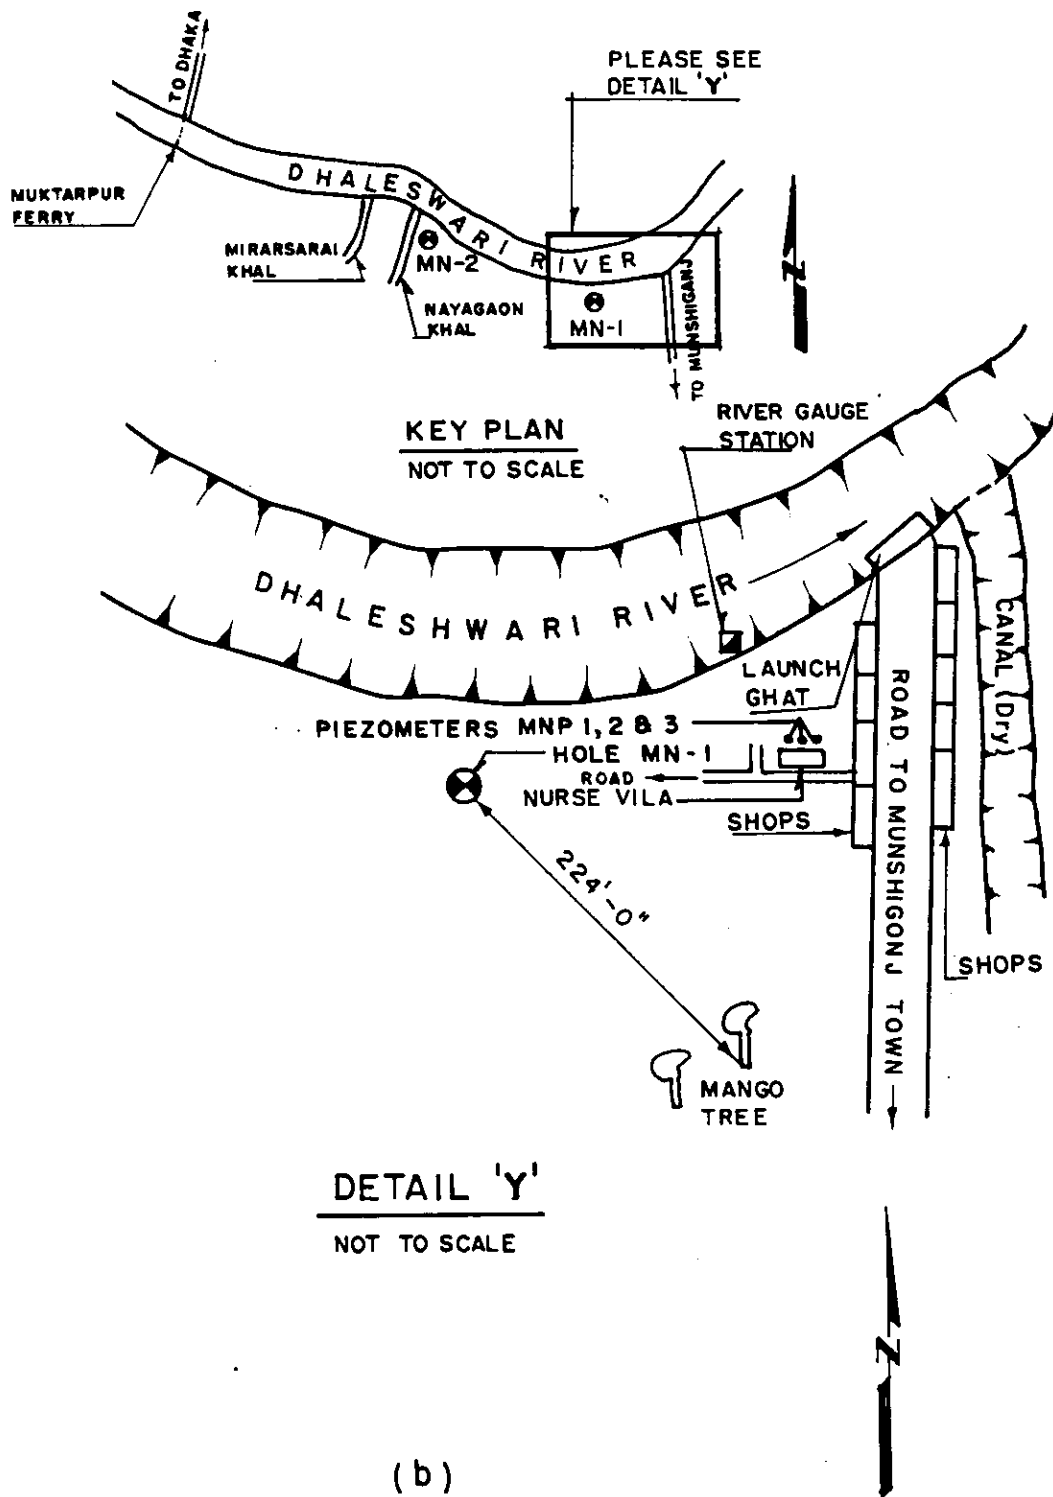 TO DHAKA
PLEASE SEE
DETAIL 'Y'
DHALESWARI RIVER
MUKTARPUR
FERRY
MIRARSARAI
KHAL
MN-2
NAYAGAON
KHAL
MN-1
TO MUNSHIGANJ
N
KEY PLAN
NOT TO SCALE
RIVER GAUGE
STATION
DHALESHWARI RIVER
LAUNCH
GHAT
CANAL (Dry)
PIEZOMETERS MNP 1, 2 & 3
HOLE MN-1
ROAD
NURSE VILA
SHOPS
ROAD TO MUNSHIGONJ TOWN
224'-0"
SHOPS
MANGO
TREE
DETAIL 'Y'
NOT TO SCALE
N
(b)